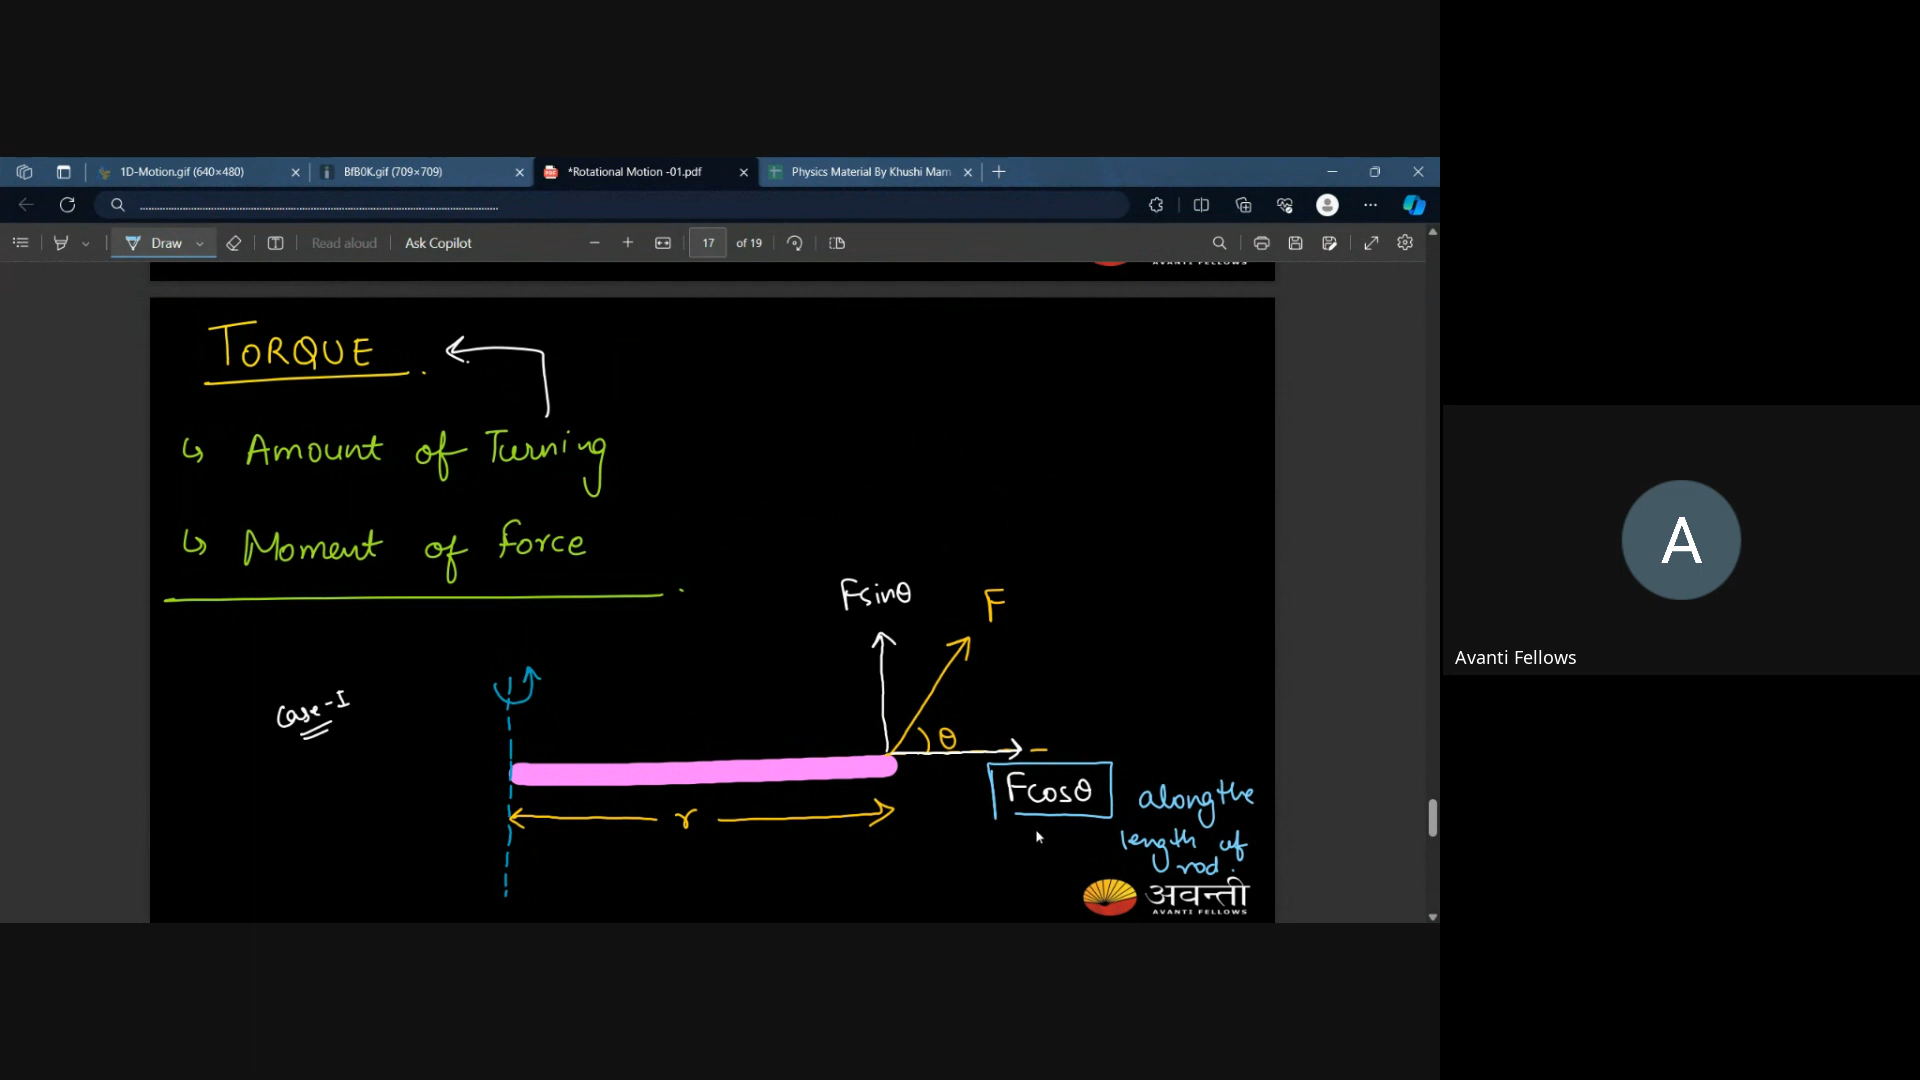 1D-Motion.gif (640×480)
BfB0K.gif (709×709)
*Rotational Motion -01.pdf
Physics Material By Khushi Mam
Draw
Read aloud
Ask Copilot
17 of 19
AVANTI FELLOWS
TORQUE.
↳ Amount of Turning
↳ Moment of force
Fsinθ
F
Case-I
θ
Fcosθ
along the
length of
rod.
r
अवन्ती
AVANTI FELLOWS
A
Avanti Fellows